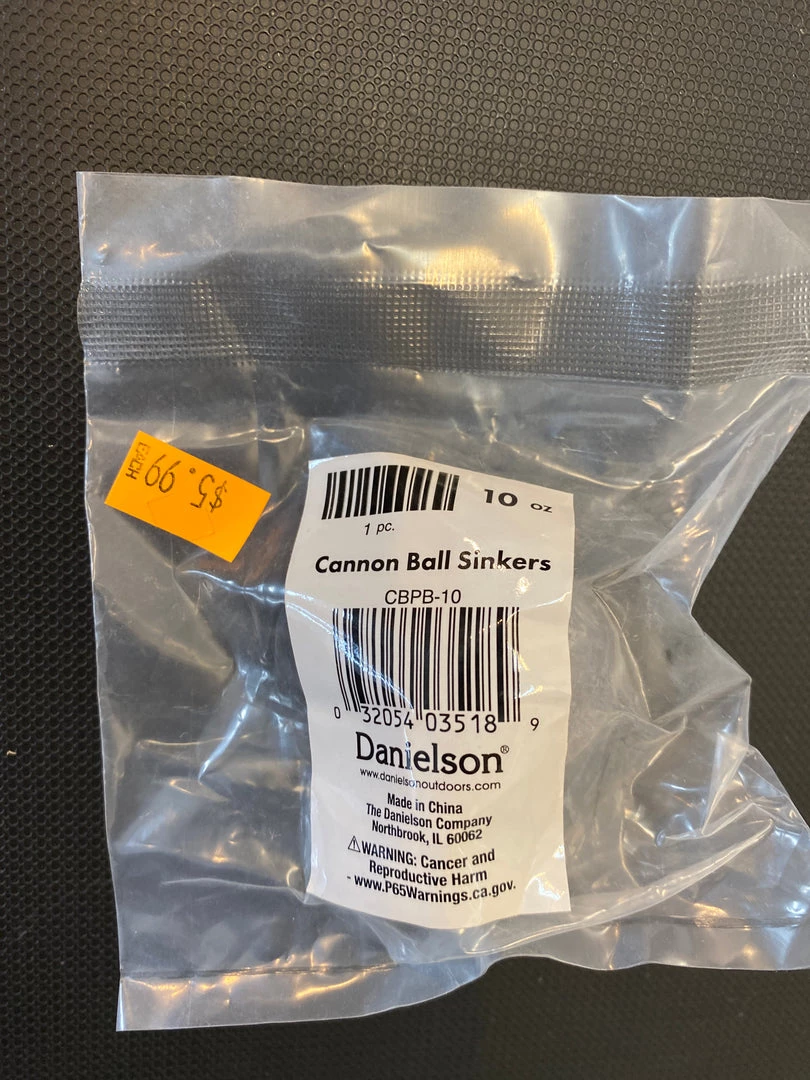 $5.99
EACH
10 oz
1 pc.
Cannon Ball Sinkers
CBPB-10
0 32054 03518 9
Danielson®
www.danielsonoutdoors.com
Made in China
The Danielson Company
Northbrook, IL 60062
⚠WARNING: Cancer and
Reproductive Harm
- www.P65Warnings.ca.gov.